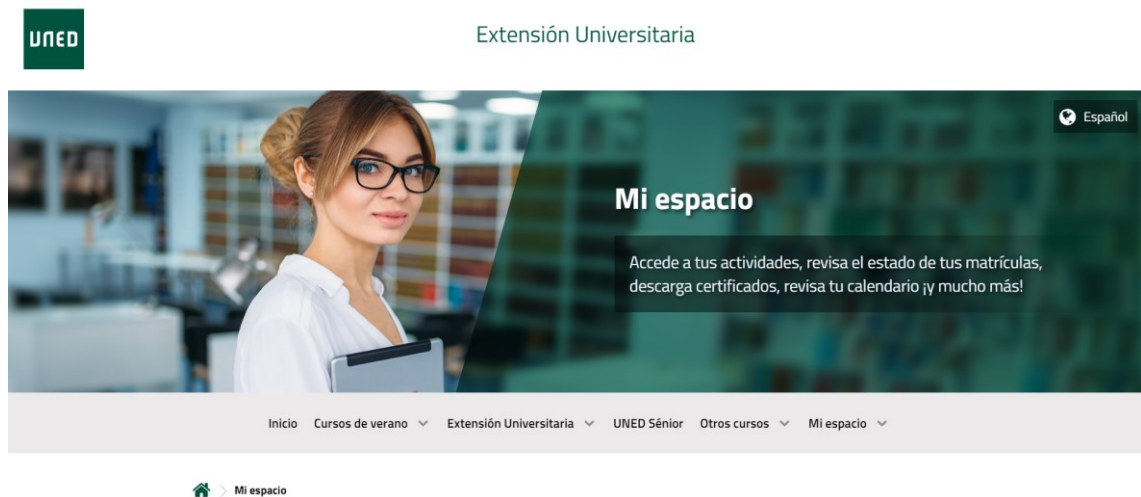 UNED
Extensión Universitaria
Español
Mi espacio
Accede a tus actividades, revisa el estado de tus matrículas,
descarga certificados, revisa tu calendario ¡y mucho más!
Inicio Cursos de verano Extensión Universitaria UNED Sénior Otros cursos Mi espacio
Mi espacio